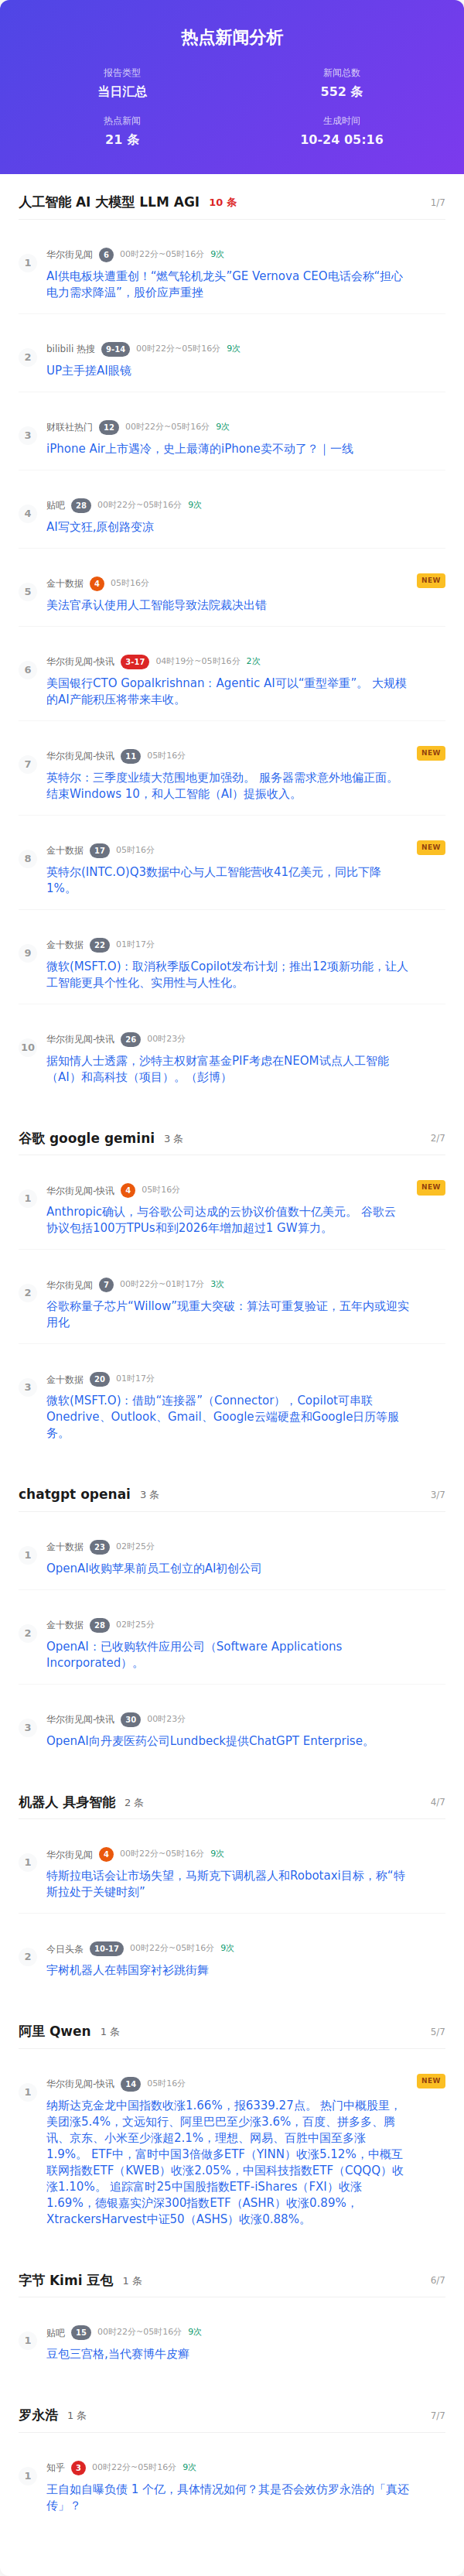 热点新闻分析
报告类型
当日汇总
新闻总数
552 条
热点新闻
21 条
生成时间
10-24 05:16
人工智能 AI 大模型 LLM AGI 10 条 1/7
1
华尔街见闻 6 00时22分~05时16分 9次
AI供电板块遭重创！“燃气轮机龙头”GE Vernova CEO电话会称“担心
电力需求降温”，股价应声重挫
2
bilibili 热搜 9-14 00时22分~05时16分 9次
UP主手搓AI眼镜
3
财联社热门 12 00时22分~05时16分 9次
iPhone Air上市遇冷，史上最薄的iPhone卖不动了？｜一线
4
贴吧 28 00时22分~05时16分 9次
AI写文狂,原创路变凉
5
金十数据 4 05时16分 NEW
美法官承认使用人工智能导致法院裁决出错
6
华尔街见闻-快讯 3-17 04时19分~05时16分 2次
美国银行CTO Gopalkrishnan：Agentic AI可以“重型举重”。 大规模
的AI产能积压将带来丰收。
7
华尔街见闻-快讯 11 05时16分 NEW
英特尔：三季度业绩大范围地更加强劲。 服务器需求意外地偏正面。
结束Windows 10，和人工智能（AI）提振收入。
8
金十数据 17 05时16分 NEW
英特尔(INTC.O)Q3数据中心与人工智能营收41亿美元，同比下降
1%。
9
金十数据 22 01时17分
微软(MSFT.O)：取消秋季版Copilot发布计划；推出12项新功能，让人
工智能更具个性化、实用性与人性化。
10
华尔街见闻-快讯 26 00时23分
据知情人士透露，沙特主权财富基金PIF考虑在NEOM试点人工智能
（AI）和高科技（项目）。（彭博）
谷歌 google gemini 3 条 2/7
1
华尔街见闻-快讯 4 05时16分 NEW
Anthropic确认，与谷歌公司达成的云协议价值数十亿美元。 谷歌云
协议包括100万TPUs和到2026年增加超过1 GW算力。
2
华尔街见闻 7 00时22分~01时17分 3次
谷歌称量子芯片“Willow”现重大突破：算法可重复验证，五年内或迎实
用化
3
金十数据 20 01时17分
微软(MSFT.O)：借助“连接器”（Connector），Copilot可串联
Onedrive、Outlook、Gmail、Google云端硬盘和Google日历等服
务。
chatgpt openai 3 条 3/7
1
金十数据 23 02时25分
OpenAI收购苹果前员工创立的AI初创公司
2
金十数据 28 02时25分
OpenAI：已收购软件应用公司（Software Applications
Incorporated）。
3
华尔街见闻-快讯 30 00时23分
OpenAI向丹麦医药公司Lundbeck提供ChatGPT Enterprise。
机器人 具身智能 2 条 4/7
1
华尔街见闻 4 00时22分~05时16分 9次
特斯拉电话会让市场失望，马斯克下调机器人和Robotaxi目标，称“特
斯拉处于关键时刻”
2
今日头条 10-17 00时22分~05时16分 9次
宇树机器人在韩国穿衬衫跳街舞
阿里 Qwen 1 条 5/7
1
华尔街见闻-快讯 14 05时16分 NEW
纳斯达克金龙中国指数收涨1.66%，报6339.27点。 热门中概股里，
美团涨5.4%，文远知行、阿里巴巴至少涨3.6%，百度、拼多多、腾
讯、京东、小米至少涨超2.1%，理想、网易、百胜中国至多涨
1.9%。 ETF中，富时中国3倍做多ETF（YINN）收涨5.12%，中概互
联网指数ETF（KWEB）收涨2.05%，中国科技指数ETF（CQQQ）收
涨1.10%。 追踪富时25中国股指数ETF-iShares（FXI）收涨
1.69%，德银嘉实沪深300指数ETF（ASHR）收涨0.89%，
XtrackersHarvest中证50（ASHS）收涨0.88%。
字节 Kimi 豆包 1 条 6/7
1
贴吧 15 00时22分~05时16分 9次
豆包三宫格,当代赛博牛皮癣
罗永浩 1 条 7/7
1
知乎 3 00时22分~05时16分 9次
王自如自曝负债 1 个亿，具体情况如何？其是否会效仿罗永浩的「真还
传」？